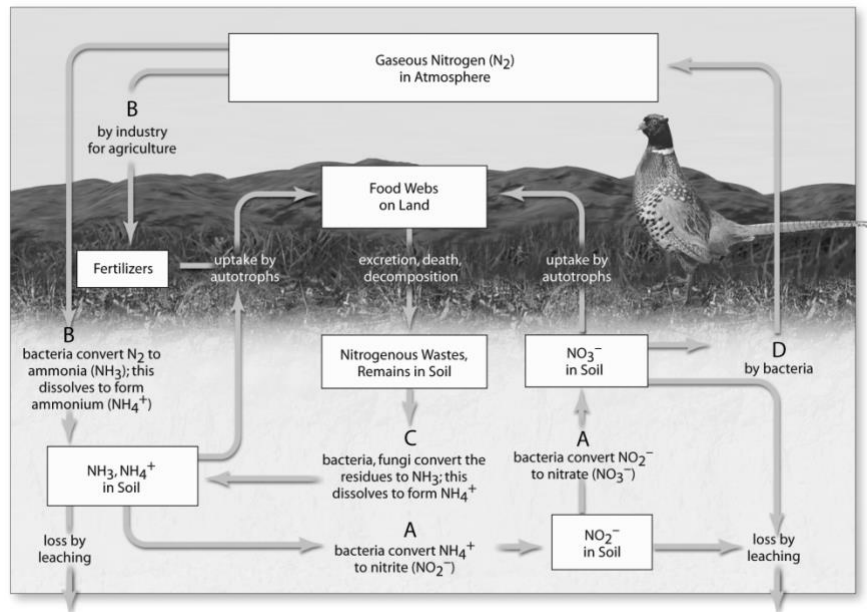 Gaseous Nitrogen (N₂)
in Atmosphere
B
by industry
for agriculture
Food Webs
on Land
Fertilizers
uptake by
autotrophs
excretion, death,
decomposition
uptake by
autotrophs
B
bacteria convert N₂ to
ammonia (NH₃); this
dissolves to form
ammonium (NH₄⁺)
Nitrogenous Wastes,
Remains in Soil
NO₃⁻
in Soil
D
by bacteria
NH₃, NH₄⁺
in Soil
C
bacteria, fungi convert the
residues to NH₃; this
dissolves to form NH₄⁺
A
bacteria convert NO₂⁻
to nitrate (NO₃⁻)
loss by
leaching
A
bacteria convert NH₄⁺
to nitrite (NO₂⁻)
NO₂⁻
in Soil
loss by
leaching